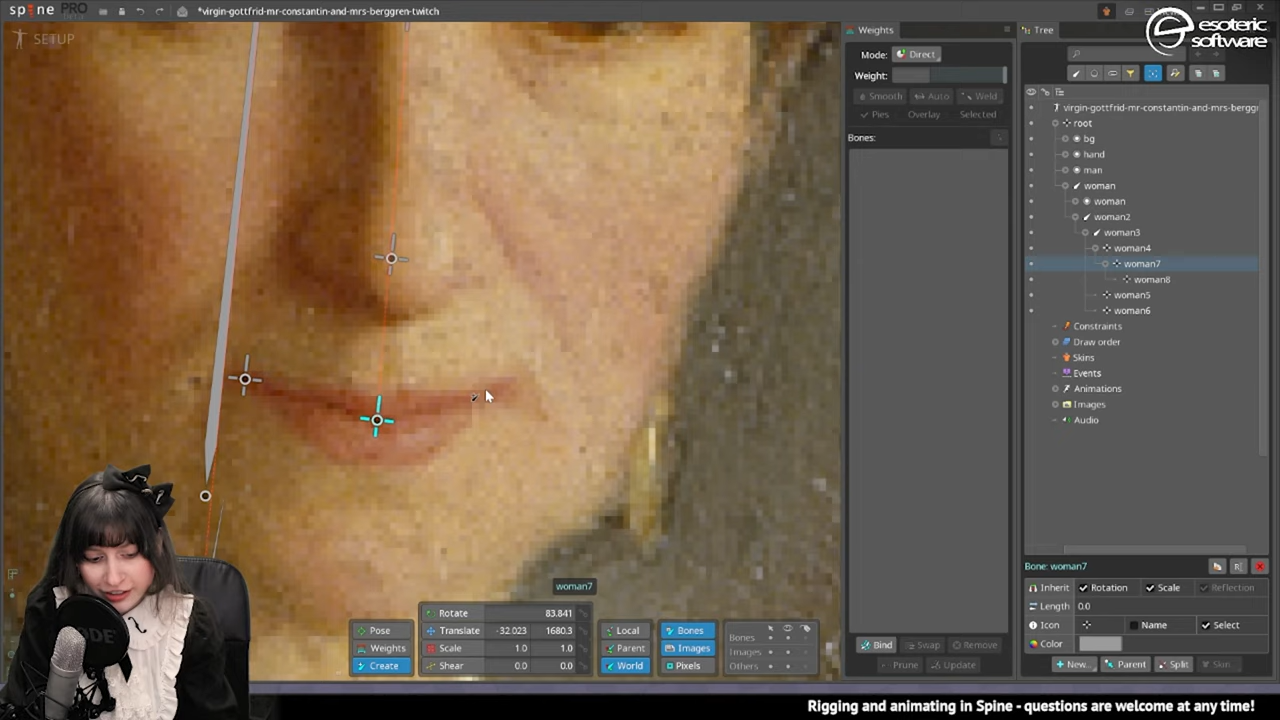 spine PRO
*virgin-gottfrid-mr-constantin-and-mrs-berggren-twitch
SETUP
esoteric
software
Weights
Mode: Direct
Weight:
Smooth Auto Weld
Pies Overlay Selected
Bones:
Bind Swap Remove
Prune Update
Tree
virgin-gottfrid-mr-constantin-and-mrs-berggr
root
bg
hand
man
woman
woman
woman2
woman3
woman4
woman7
woman8
woman5
woman6
Constraints
Draw order
Skins
Events
Animations
Images
Audio
Bone: woman7
Inherit Rotation Scale Reflection
Length 0.0
Icon Name Select
Color
New... Parent Split Skin
woman7
Pose
Weights
Create
Rotate 83.841
Translate -32.023 1680.3
Scale 1.0 1.0
Shear 0.0 0.0
Local
Parent
World
Bones
Images
Pixels
Bones
Images
Others
Rigging and animating in Spine - questions are welcome at any time!